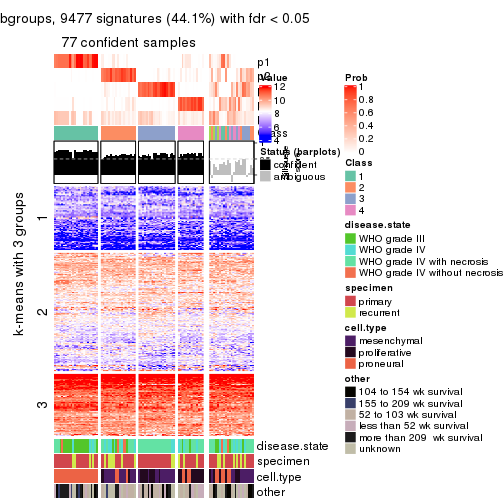 bgroups, 9477 signatures (44.1%) with fdr < 0.05
77 confident samples
p1
Value
12
10
8
6
4
Prob
1
0.8
0.6
0.4
0.2
0
Status (barplots)
confident
ambiguous
Class
1
2
3
4
k-means with 3 groups
1
2
3
disease.state
WHO grade III
WHO grade IV
WHO grade IV with necrosis
WHO grade IV without necrosis
specimen
primary
recurrent
cell.type
mesenchymal
proliferative
proneural
other
104 to 154 wk survival
155 to 209 wk survival
52 to 103 wk survival
less than 52 wk survival
more than 209 wk survival
unknown
disease.state
specimen
cell.type
other